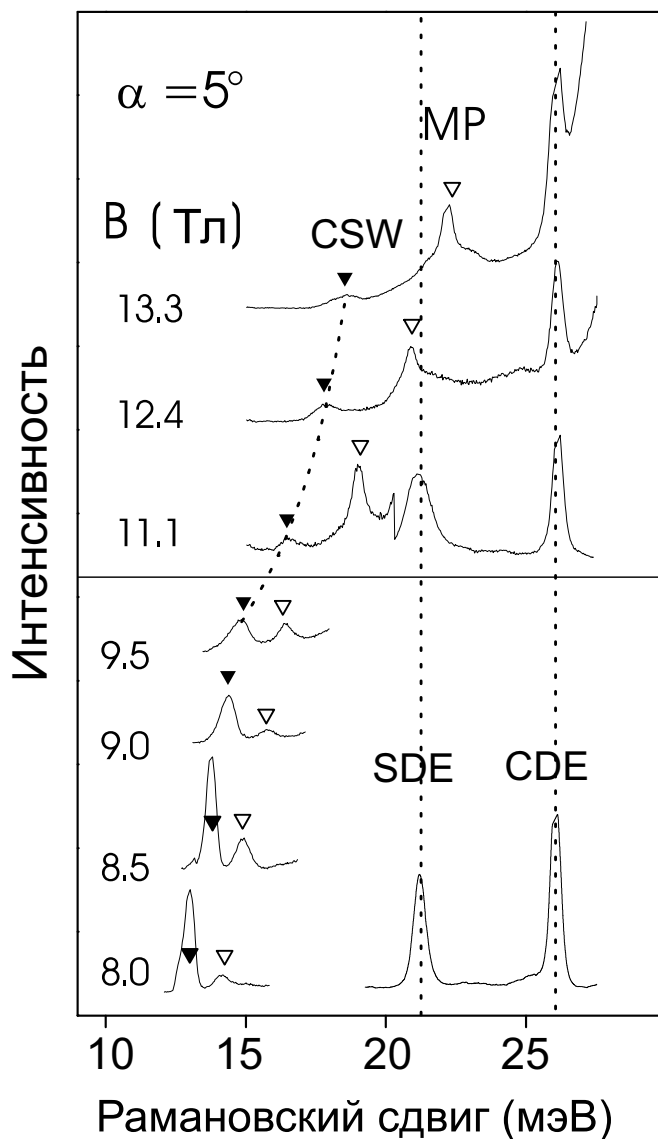 α = 5°
MP
B (Тл)
CSW
13.3
12.4
11.1
9.5
9.0
8.5
8.0
SDE
CDE
Интенсивность
10 15 20 25
Рамановский сдвиг (мэВ)